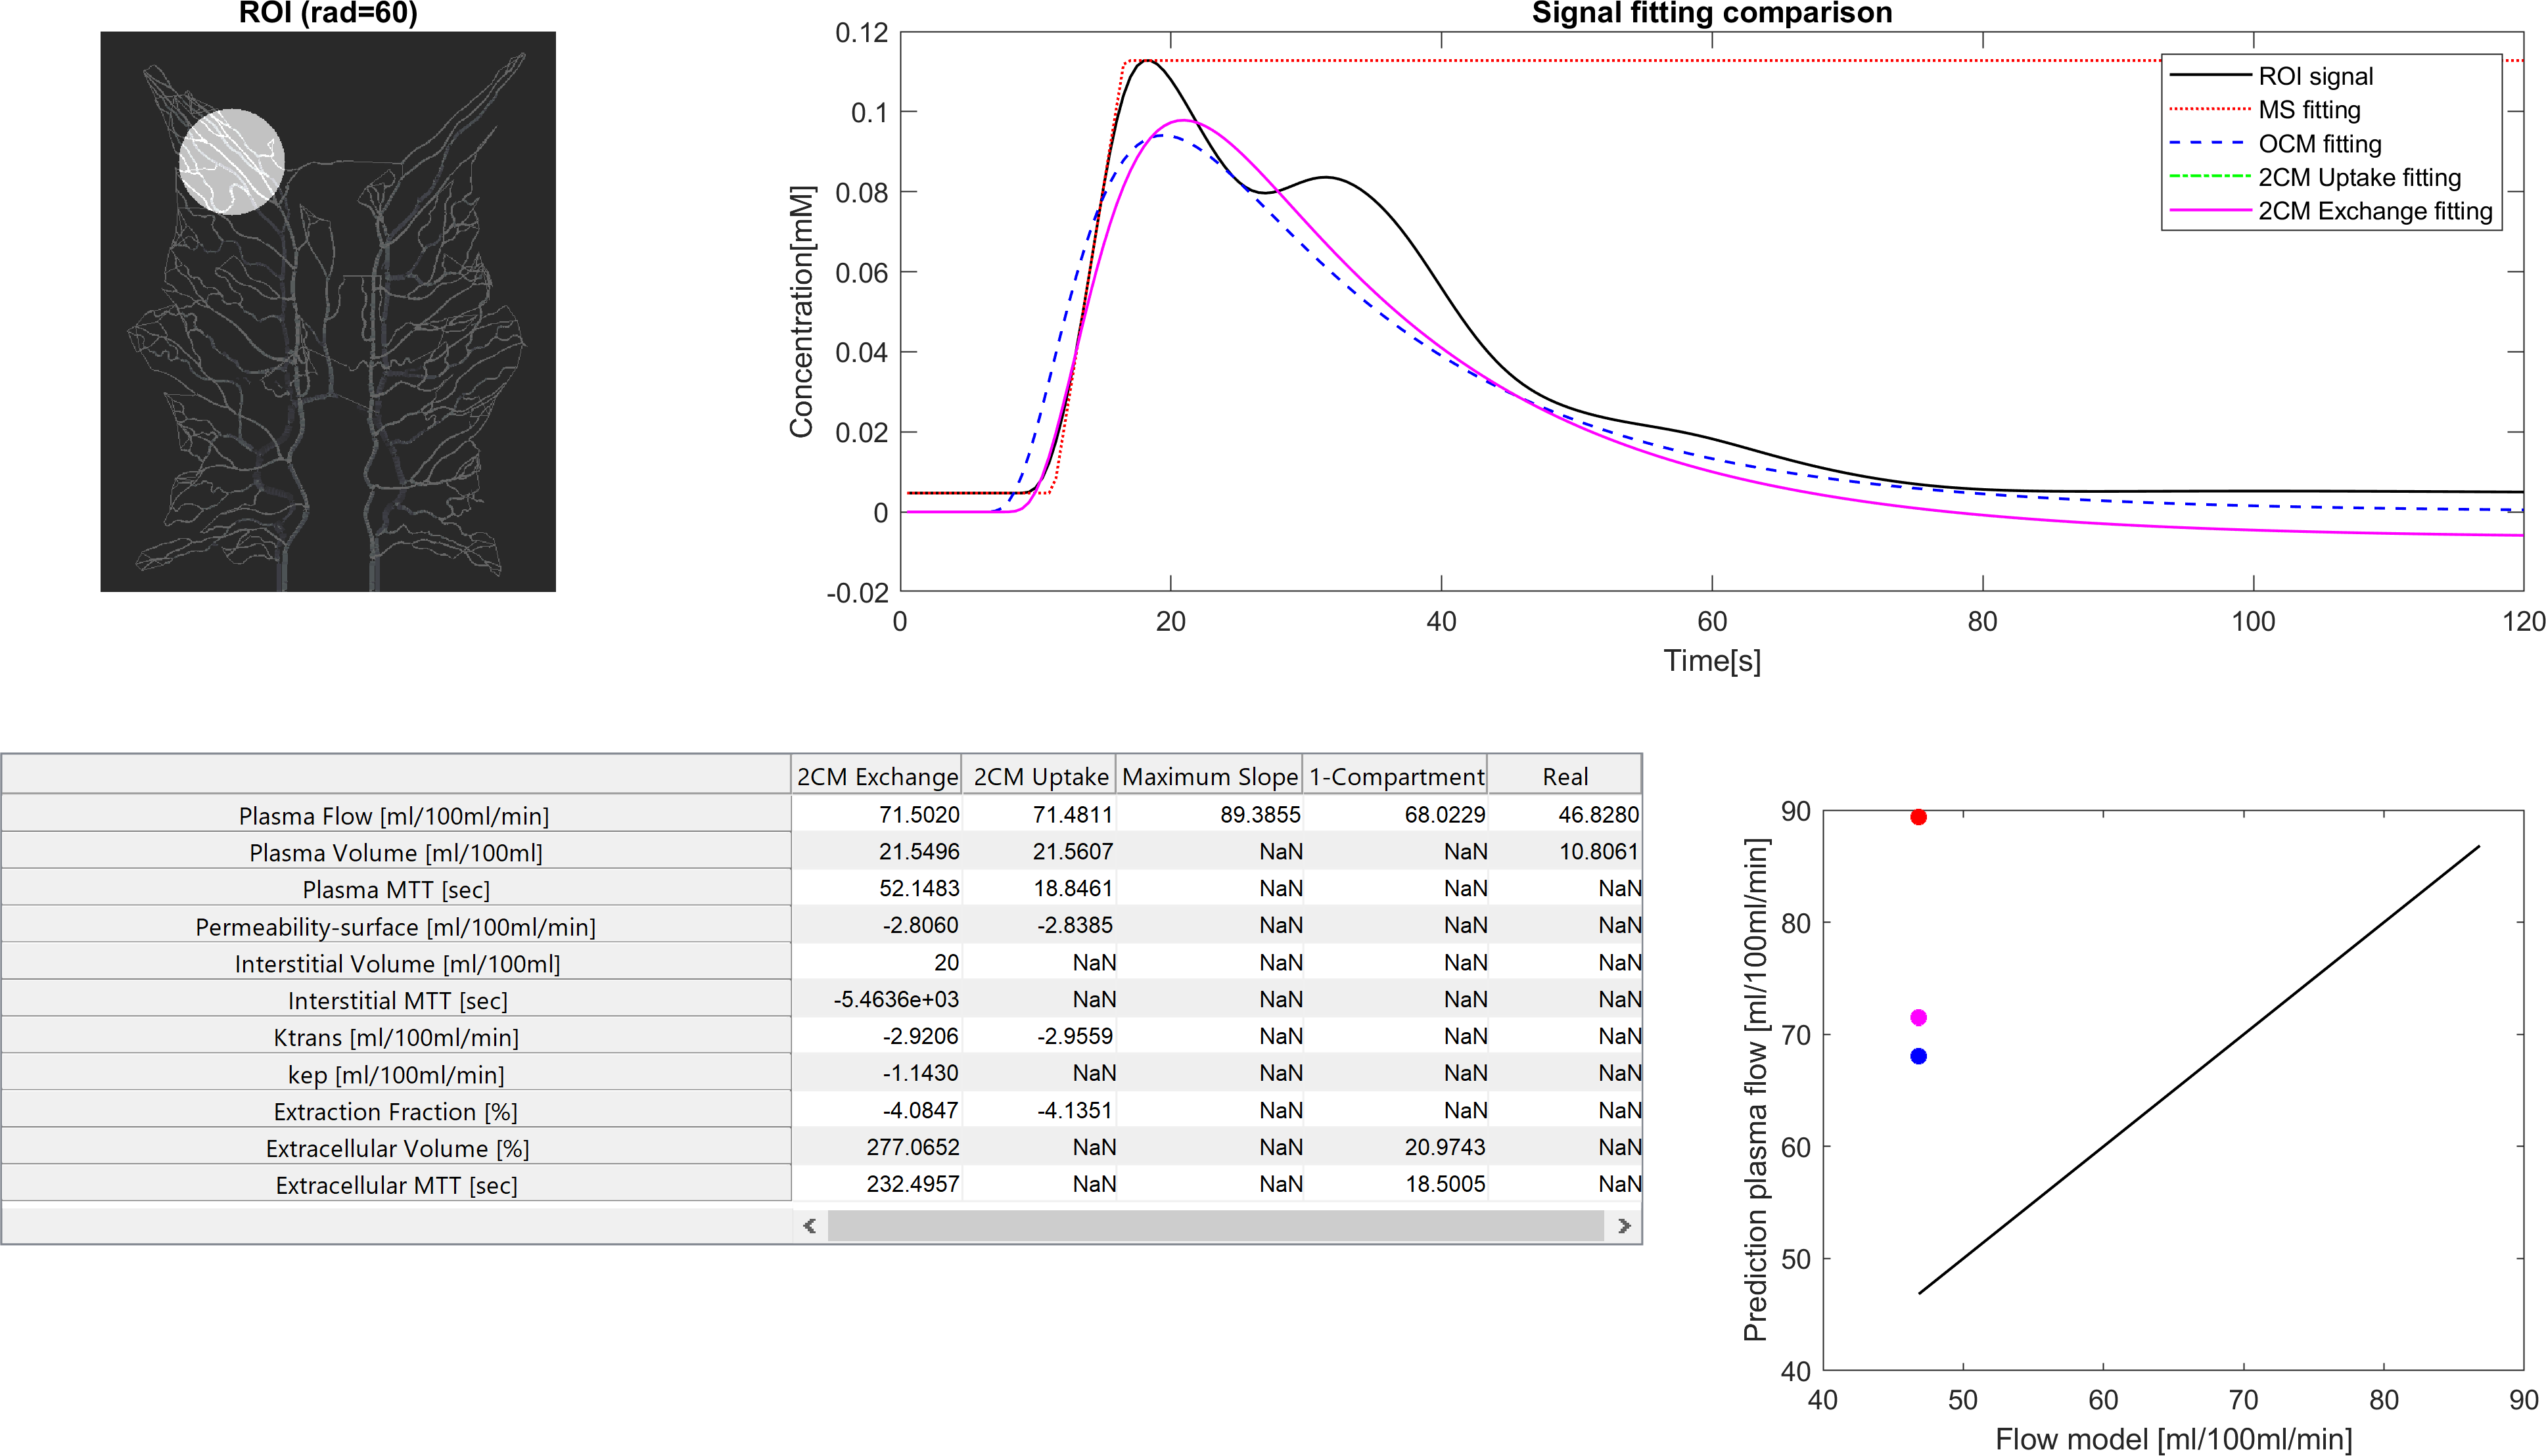 ROI (rad=60)
Signal fitting comparison
0.12
0.1
0.08
0.06
0.04
0.02
0
-0.02
Concentration[mM]
0 20 40 60 80 100 120
Time[s]
ROI signal
MS fitting
OCM fitting
2CM Uptake fitting
2CM Exchange fitting
2CM Exchange 2CM Uptake Maximum Slope 1-Compartment Real
Plasma Flow [ml/100ml/min] 71.5020 71.4811 89.3855 68.0229 46.8280
Plasma Volume [ml/100ml] 21.5496 21.5607 NaN NaN 10.8061
Plasma MTT [sec] 52.1483 18.8461 NaN NaN NaN
Permeability-surface [ml/100ml/min] -2.8060 -2.8385 NaN NaN NaN
Interstitial Volume [ml/100ml] 20 NaN NaN NaN NaN
Interstitial MTT [sec] -5.4636e+03 NaN NaN NaN NaN
Ktrans [ml/100ml/min] -2.9206 -2.9559 NaN NaN NaN
kep [ml/100ml/min] -1.1430 NaN NaN NaN NaN
Extraction Fraction [%] -4.0847 -4.1351 NaN NaN NaN
Extracellular Volume [%] 277.0652 NaN NaN 20.9743 NaN
Extracellular MTT [sec] 232.4957 NaN NaN 18.5005 NaN
90
80
70
60
50
40
Prediction plasma flow [ml/100ml/min]
40 50 60 70 80 90
Flow model [ml/100ml/min]